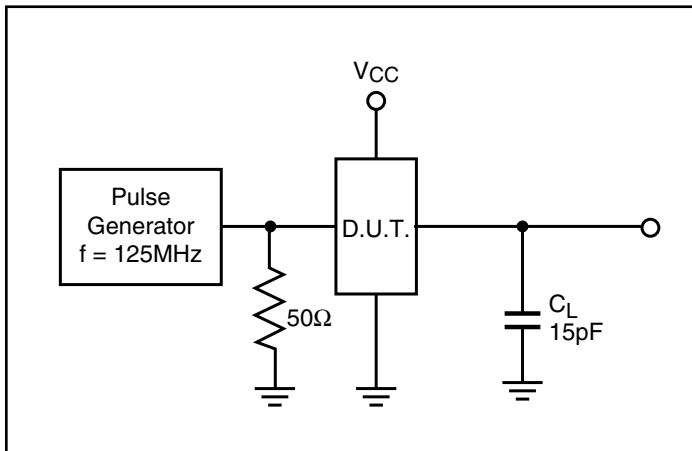 VCC
Pulse
Generator
f = 125MHz
D.U.T.
50Ω
CL
15pF